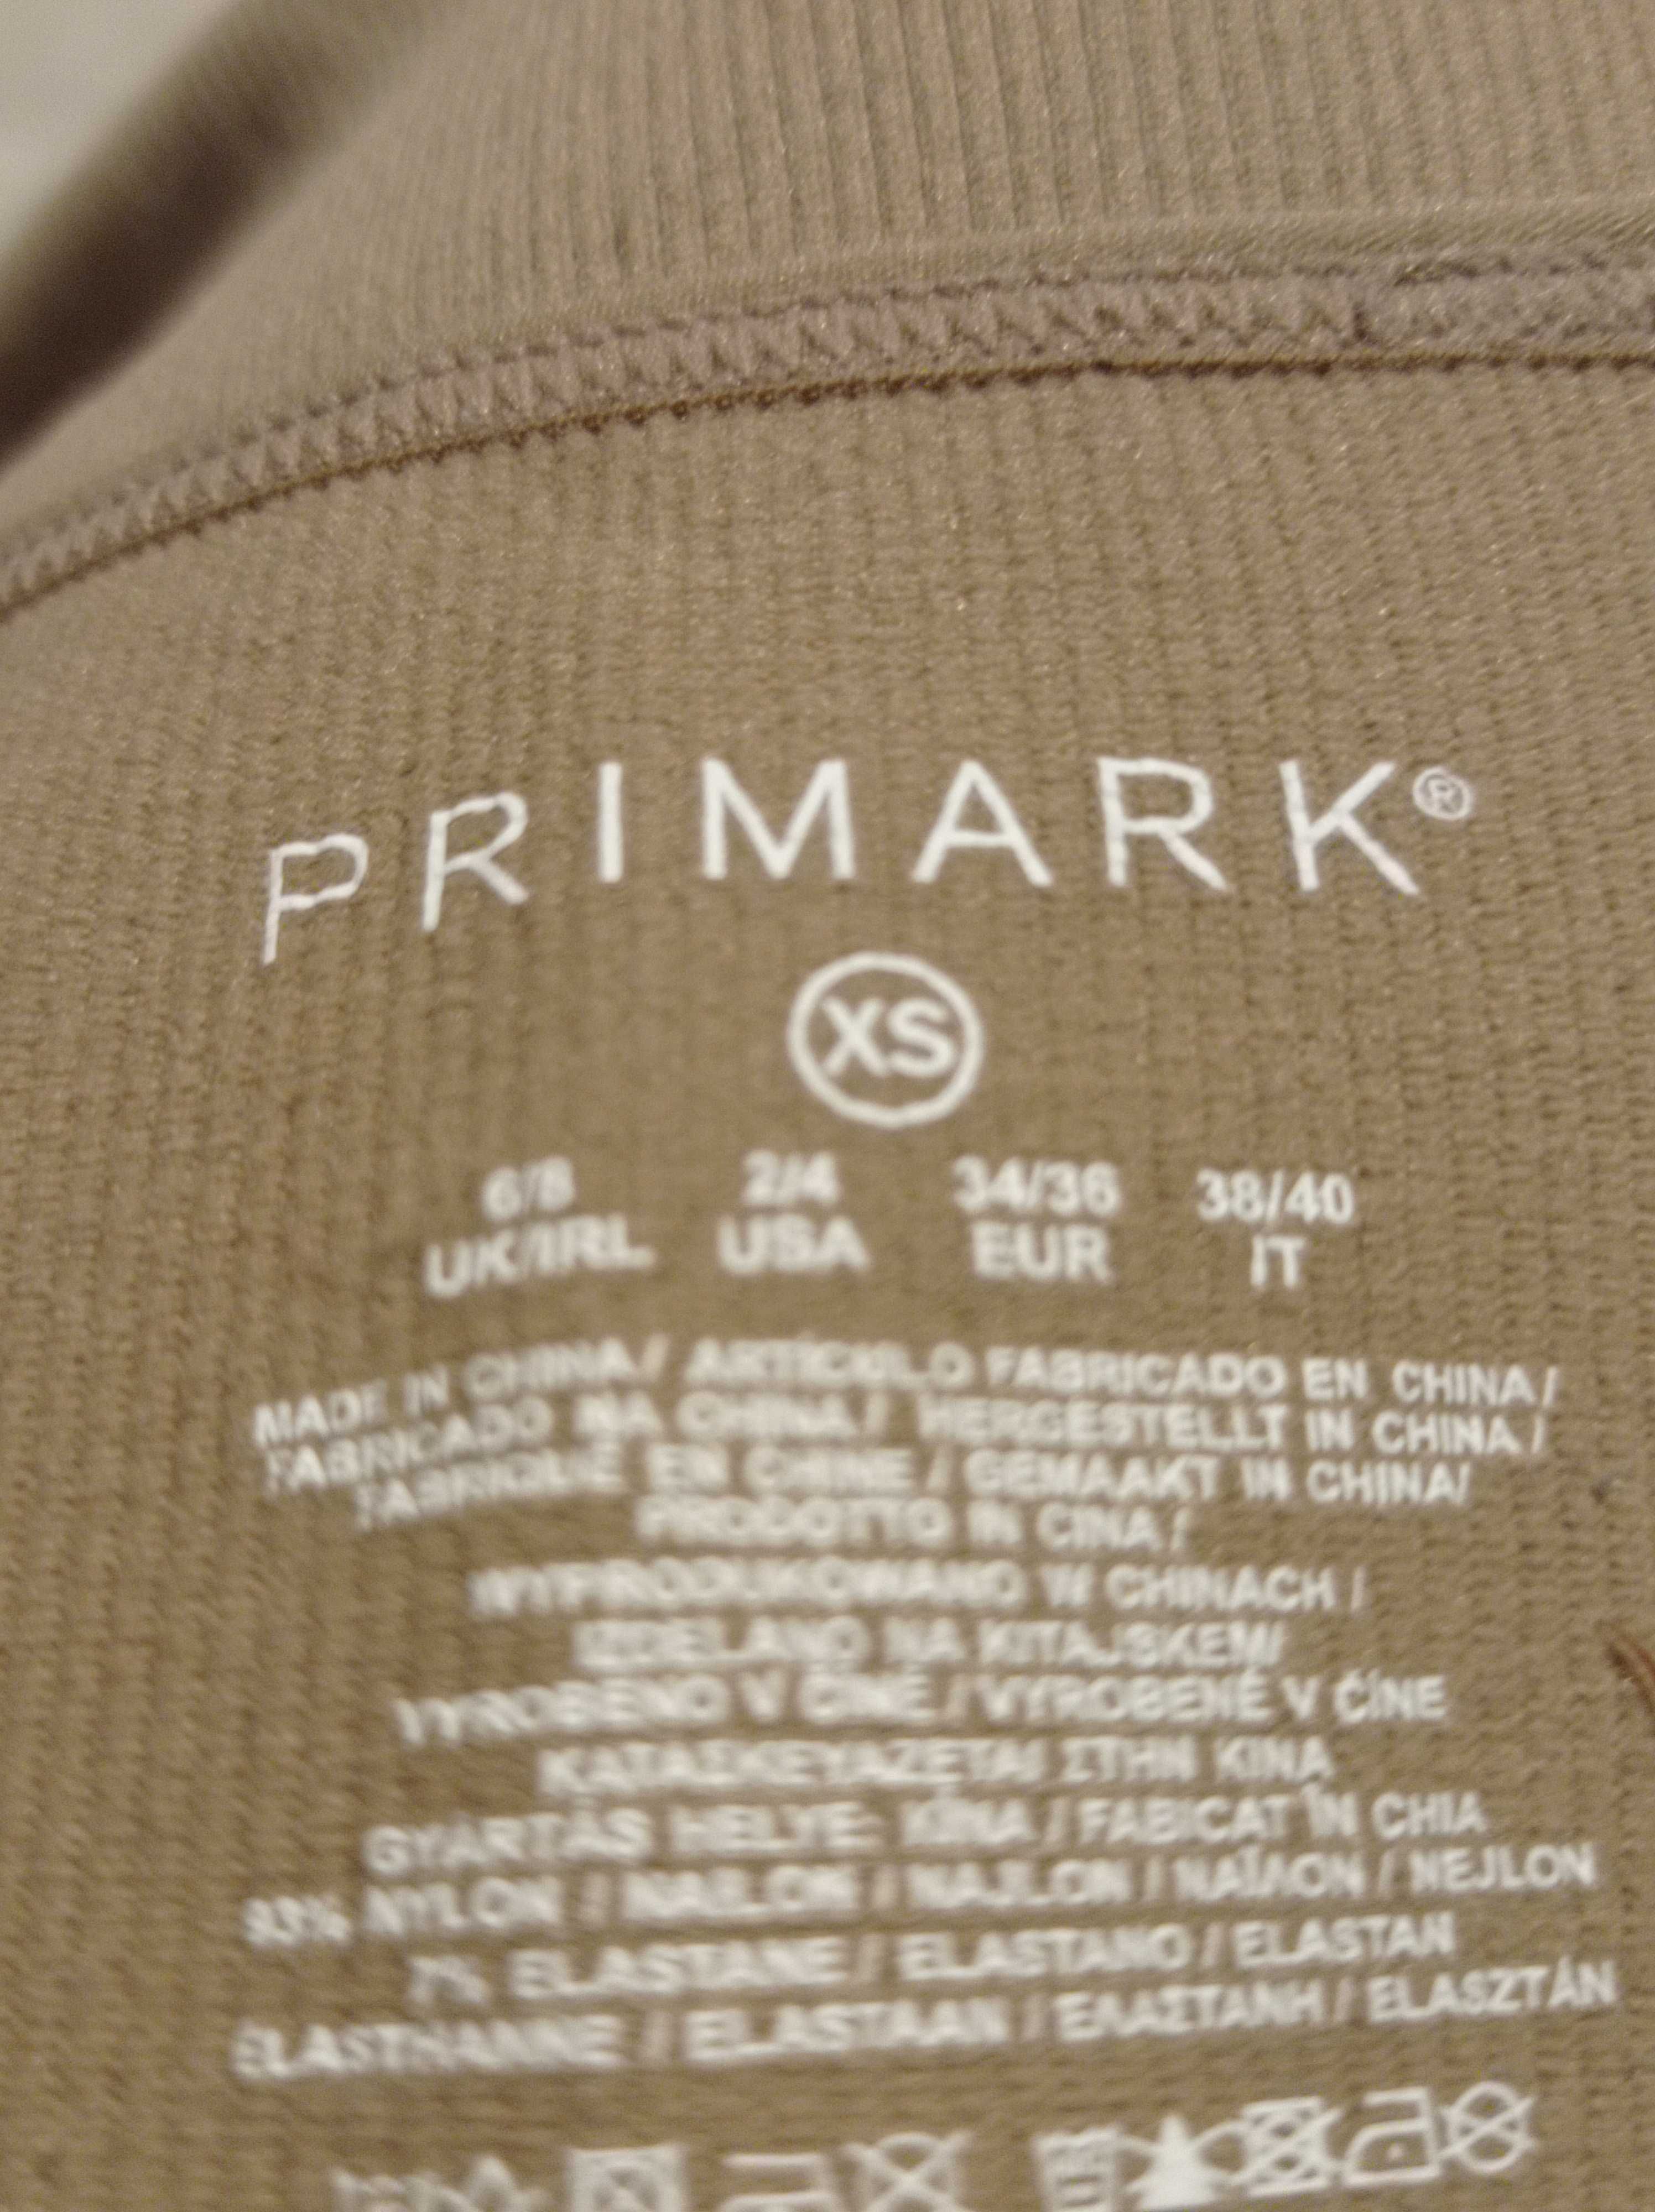 PRIMARK®
XS
6/8 2/4 34/36 38/40
UK/IRL USA EUR IT
MADE IN CHINA / ARTÍCULO FABRICADO EN CHINA /
FABRICADO NA CHINA / HERGESTELLT IN CHINA /
FABRIQUÉ EN CHINE / GEMAAKT IN CHINA/
PRODOTTO IN CINA /
WYPRODUKOWANO W CHINACH /
IZDELANO NA KITAJSKEM/
VYROBENO V ČÍNĚ / VYROBENÉ V ČÍNE
ΚΑΤΑΣΚΕΥΑΖΕΤΑΙ ΣΤΗΝ ΚΙΝΑ
GYÁRTÁS HELYE: KÍNA / FABICAT ÎN CHIA
93% NYLON / NAILON / NAJLON / ΝΑΪΛΟΝ / NEJLON
7% ELASTANE / ELASTANO / ELASTAN
ELASTHANNE / ELASTAAN / ΕΛΑΣΤΑΝΗ / ELASZTÁN